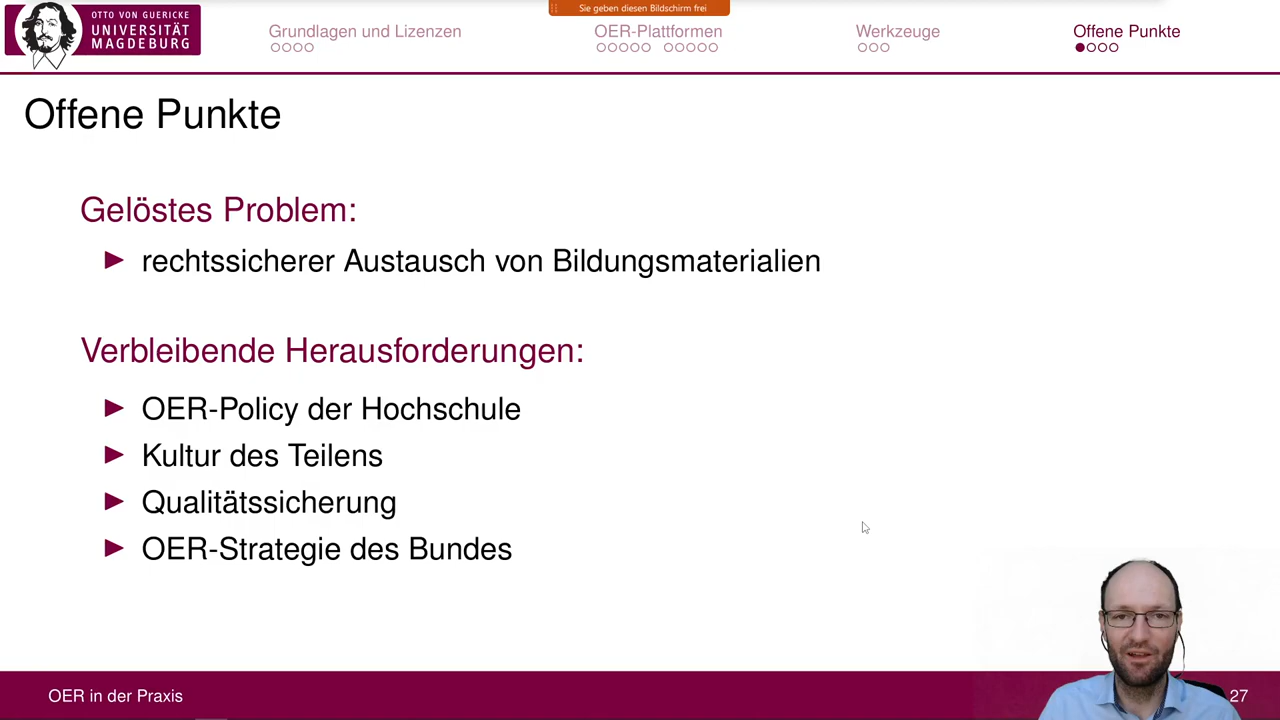 Sie geben diesen Bildschirm frei
OTTO VON GUERICKE
UNIVERSITÄT
MAGDEBURG
Grundlagen und Lizenzen
OER-Plattformen
Werkzeuge
Offene Punkte
Offene Punkte
Gelöstes Problem:
rechtssicherer Austausch von Bildungsmaterialien
Verbleibende Herausforderungen:
OER-Policy der Hochschule
Kultur des Teilens
Qualitätssicherung
OER-Strategie des Bundes
OER in der Praxis
27